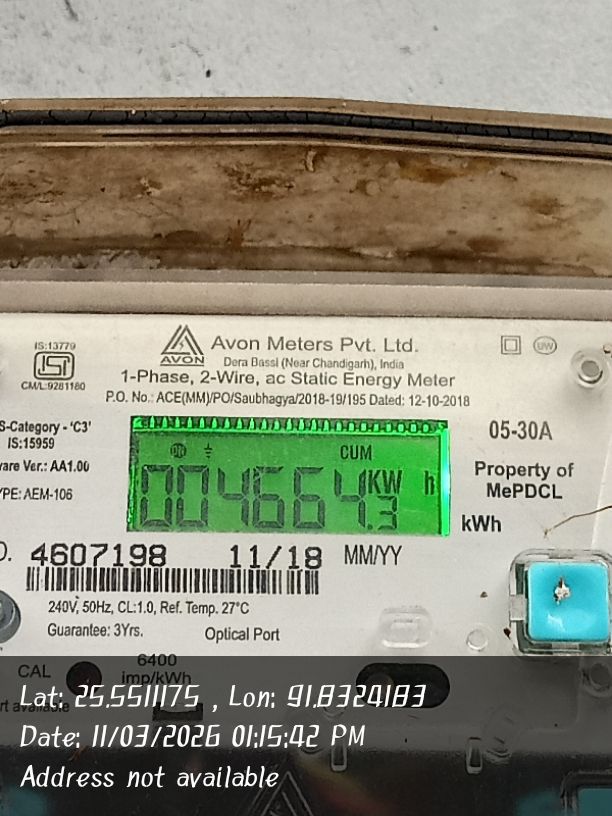 IS:13779
CM/L:9281180
AVON
Avon Meters Pvt. Ltd.
Dera Bassi (Near Chandigarh), India
1-Phase, 2-Wire, ac Static Energy Meter
P.O. No.: ACE(MM)/PO/Saubhagya/2018-19/195 Dated: 12-10-2018
S-Category - 'C3'
IS:15959
Ver.: AA1.00
AEM-106
CUM
004664.3 KW h
05-30A
Property of
MePDCL
kWh
4607198 11/18 MM/YY
240V, 50Hz, CL:1.0, Ref. Temp. 27°C
Guarantee: 3Yrs. Optical Port
CAL
6400
imp/kWh
Lat: 25.5511175 , Lon: 91.8324183
Date: 11/03/2026 01:15:42 PM
Address not available